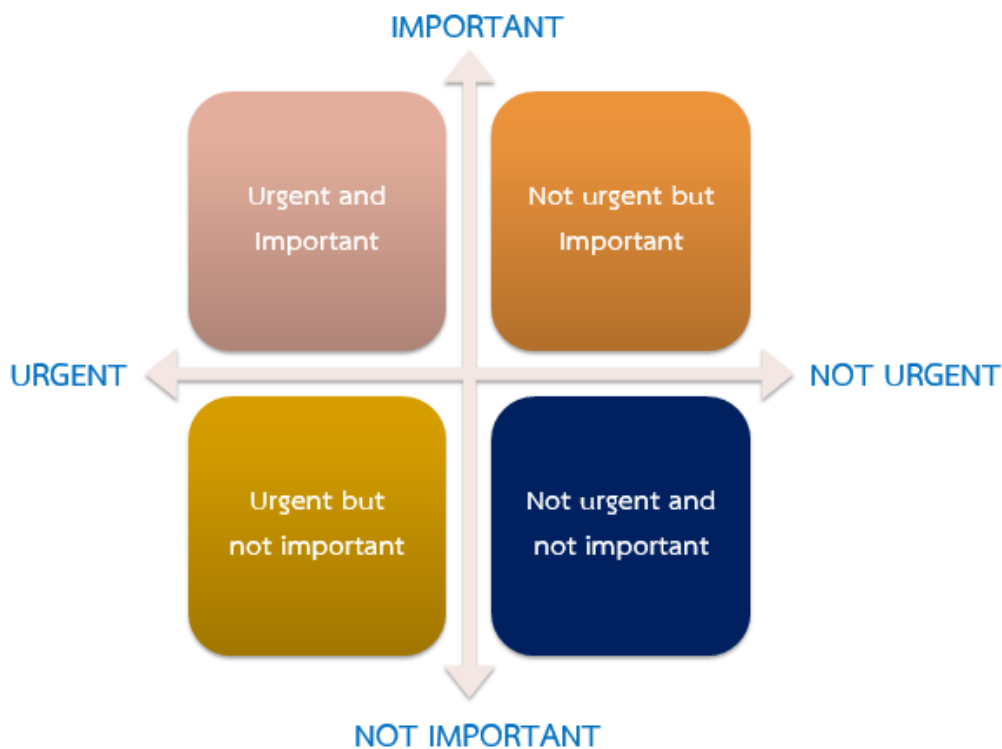 IMPORTANT
Urgent and
Important
Not urgent but
Important
URGENT
NOT URGENT
Urgent but
not important
Not urgent and
not important
NOT IMPORTANT